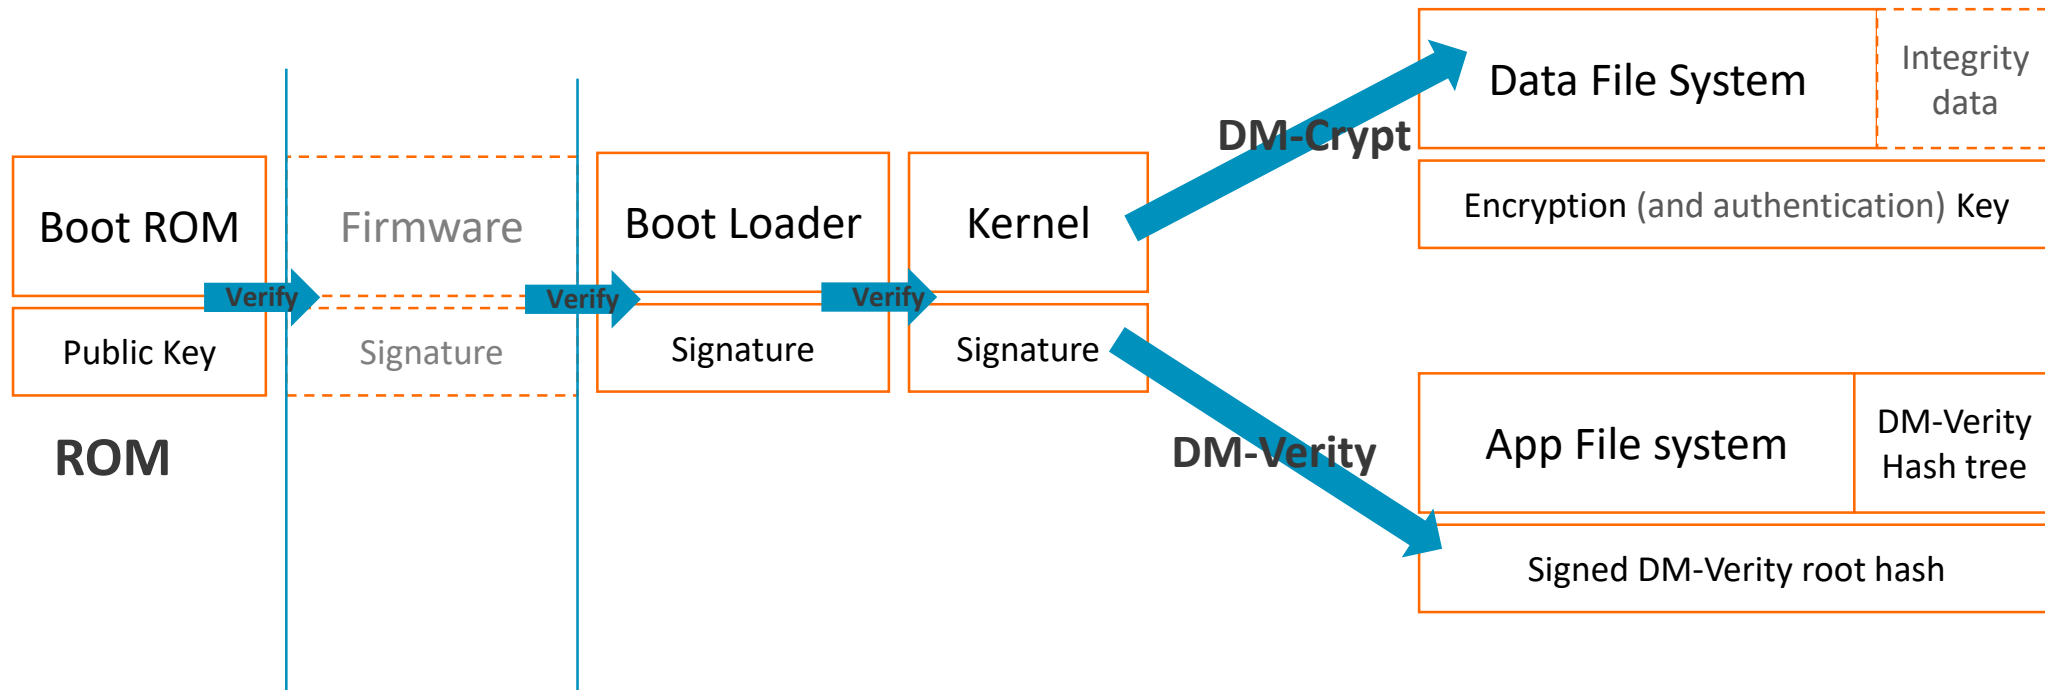 Boot ROM
Public Key
ROM
Verify
Firmware
Signature
Verify
Boot Loader
Signature
Verify
Kernel
Signature
DM-Crypt
Data File System
Integrity
data
Encryption (and authentication) Key
DM-Verity
App File system
DM-Verity
Hash tree
Signed DM-Verity root hash